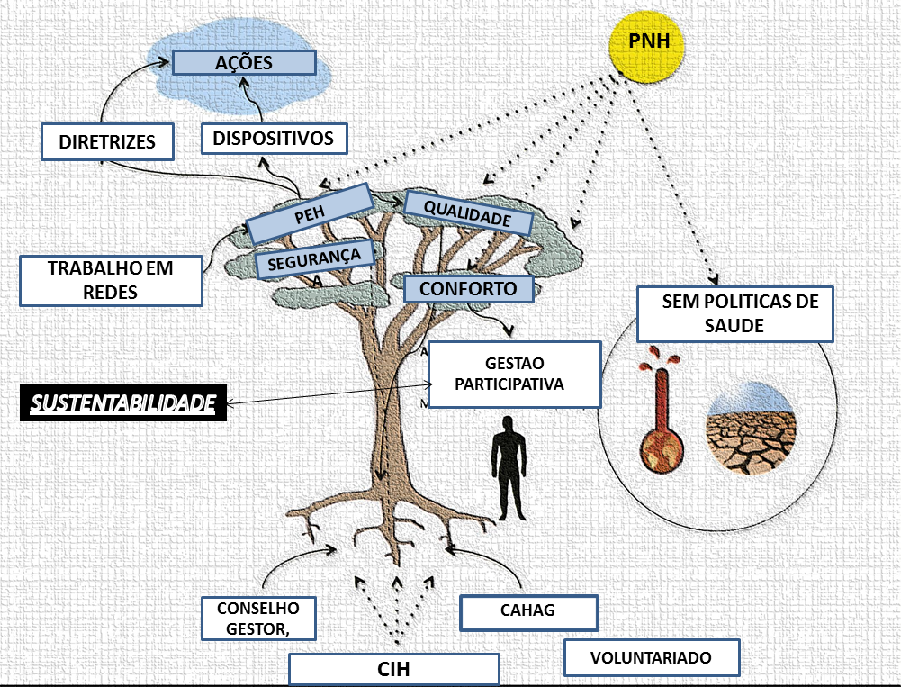 PNH
AÇÕES
DIRETRIZES
DISPOSITIVOS
PEH
QUALIDADE
SEGURANÇA
A
TRABALHO EM
REDES
CONFORTO
SEM POLITICAS DE
SAUDE
A
GESTAO
PARTICIPATIVA
SUSTENTABILIDADE
CONSELHO
GESTOR,
CAHAG
CIH
VOLUNTARIADO